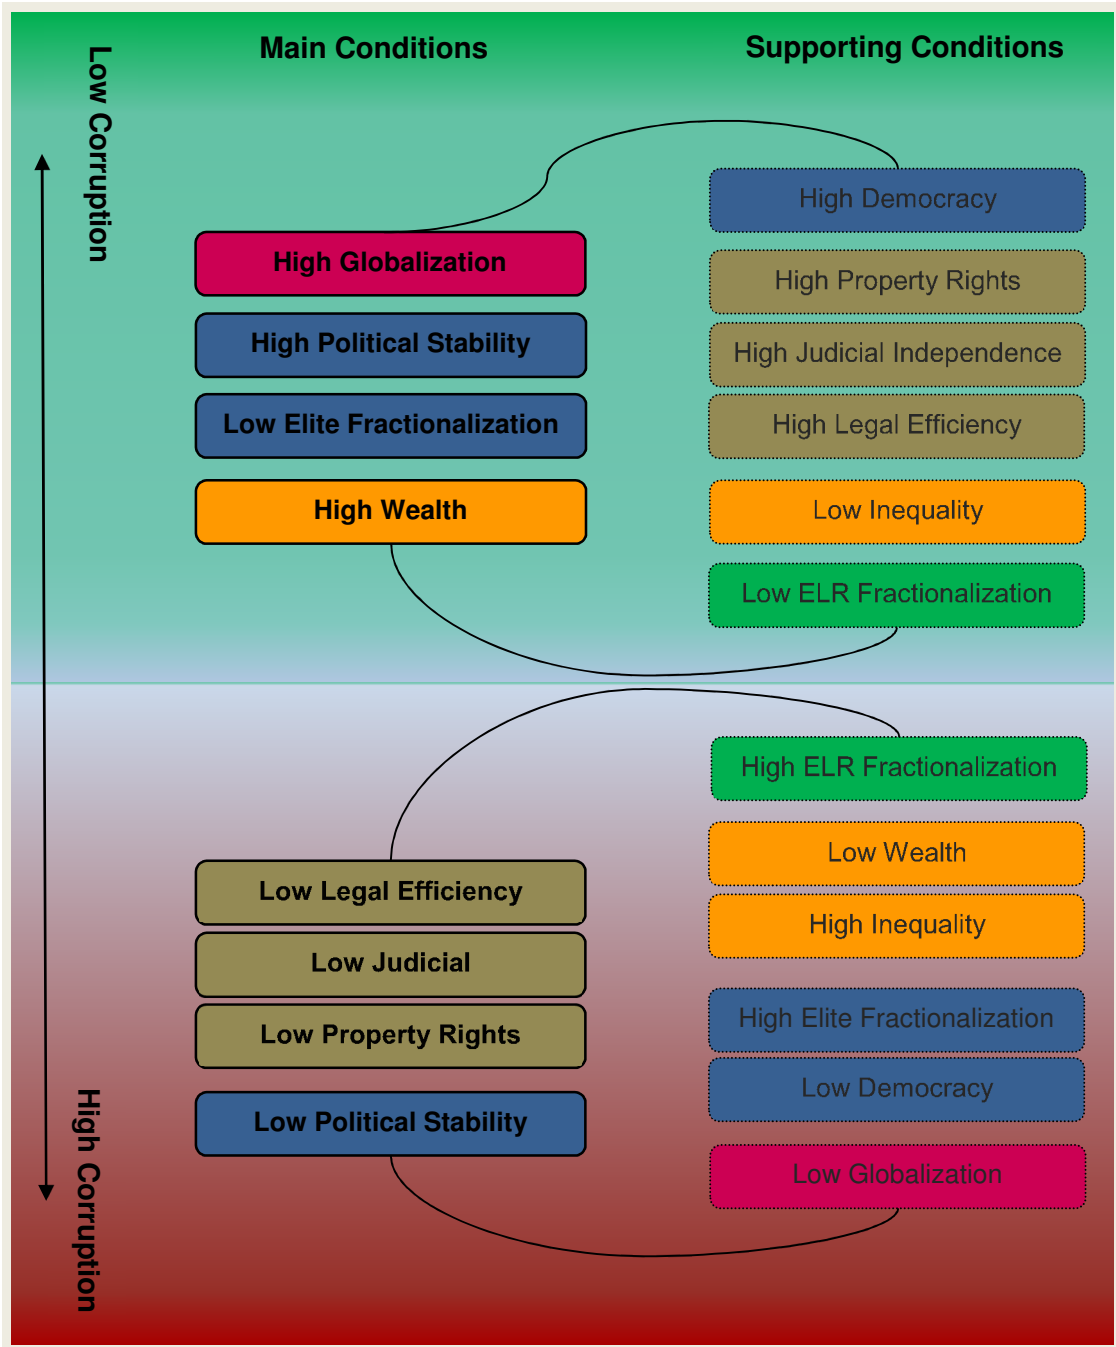 Main Conditions
Supporting Conditions
Low Corruption
High Globalization
High Political Stability
Low Elite Fractionalization
High Wealth
High Democracy
High Property Rights
High Judicial Independence
High Legal Efficiency
Low Inequality
Low ELR Fractionalization
High Corruption
Low Legal Efficiency
Low Judicial
Low Property Rights
Low Political Stability
High ELR Fractionalization
Low Wealth
High Inequality
High Elite Fractionalization
Low Democracy
Low Globalization